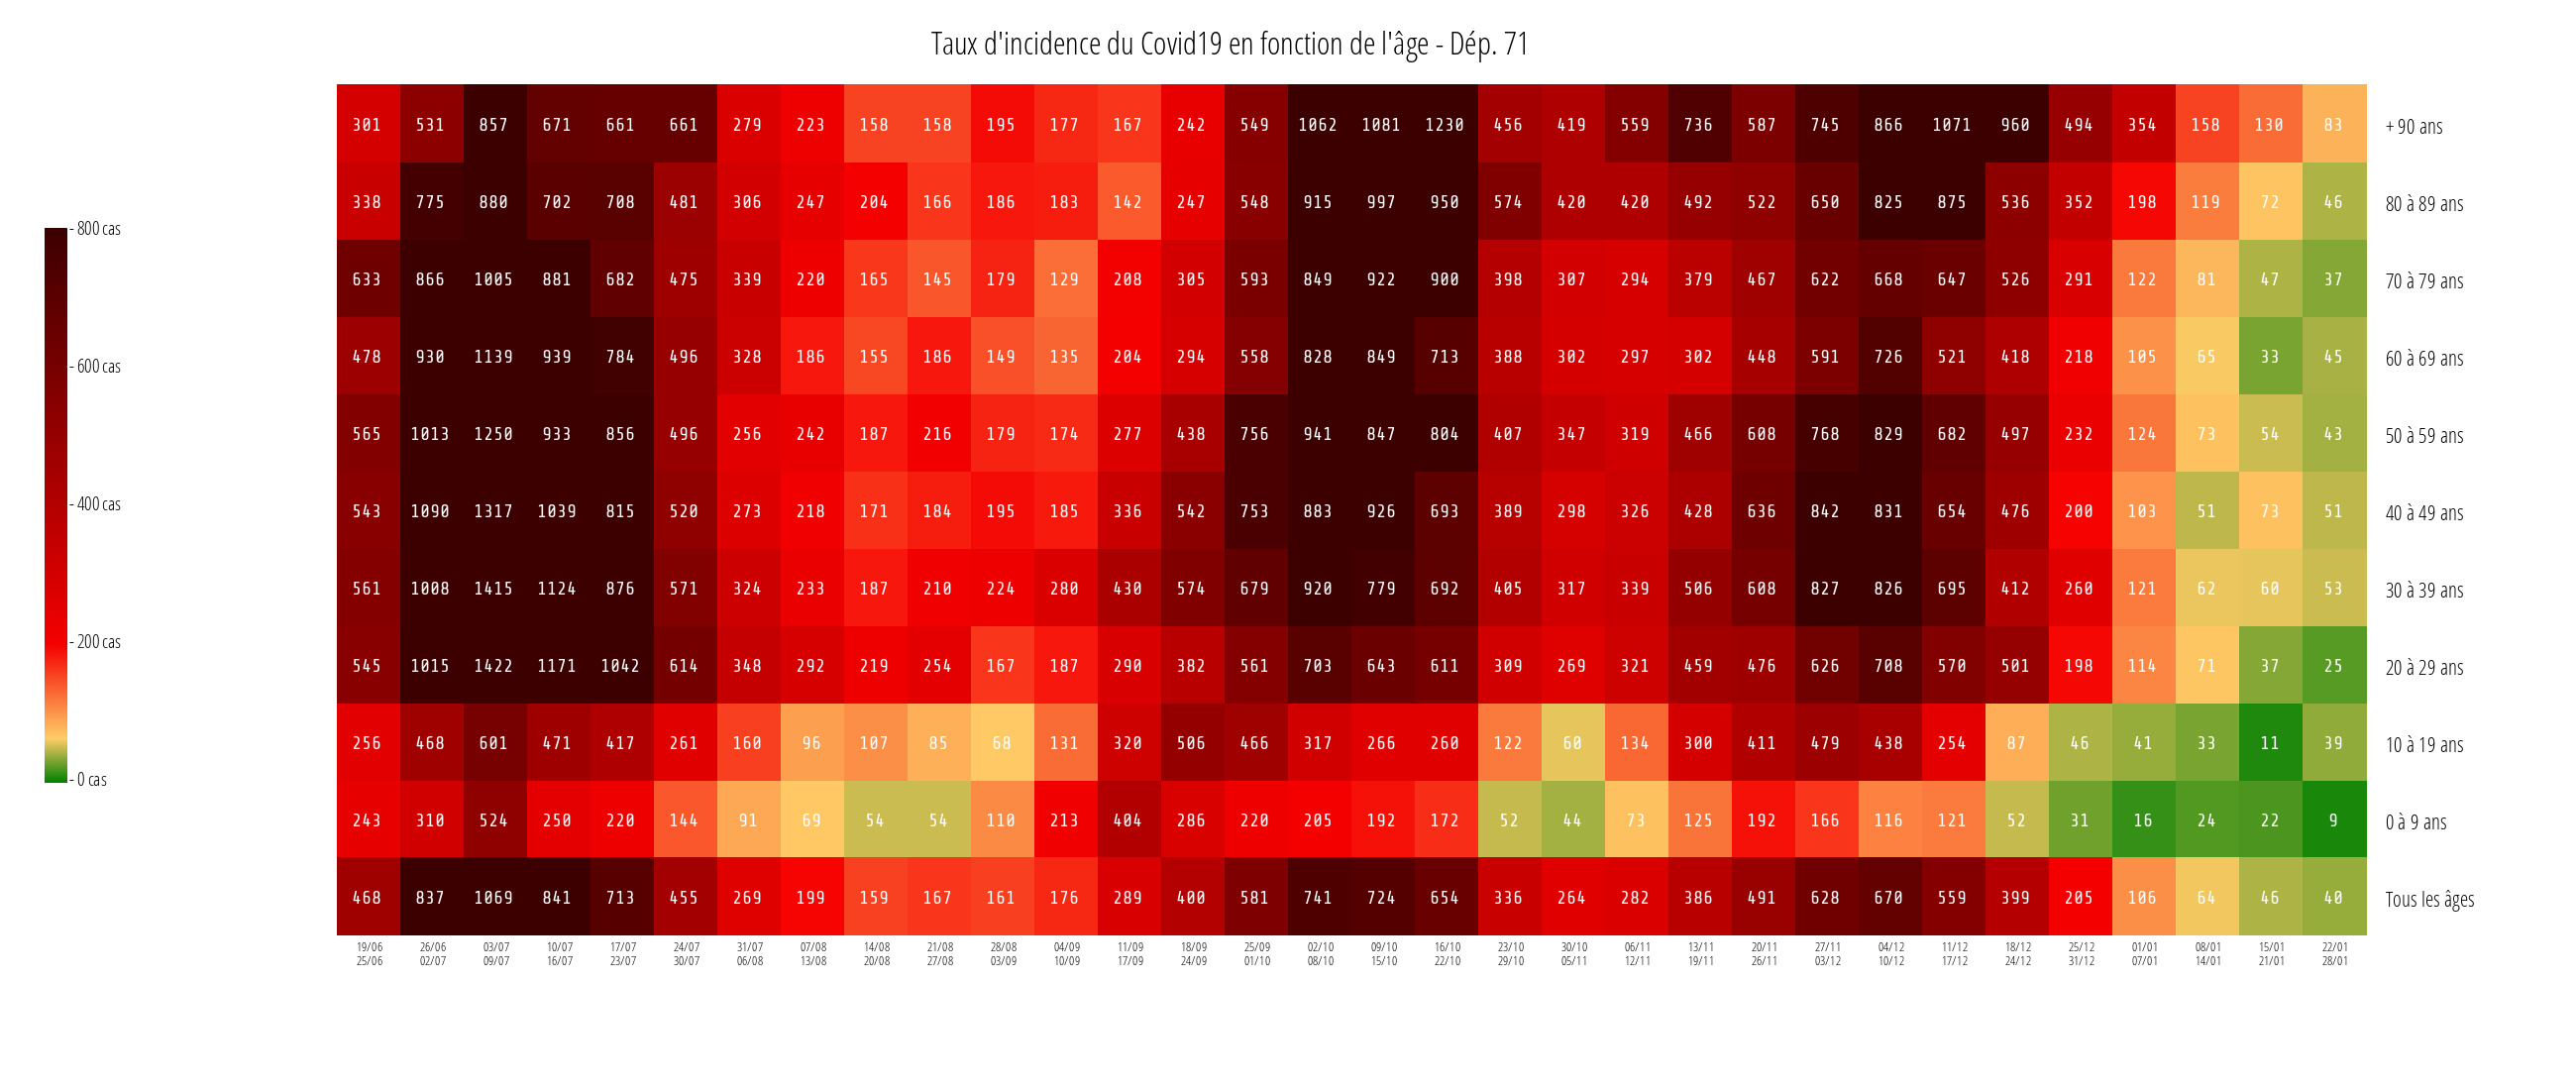 Taux d'incidence du Covid19 en fonction de l'âge - Dép. 71
301 531 857 671 661 661 279 223 158 158 195 177 167 242 549 1062 1081 1230 456 419 559 736 587 745 866 1071 960 494 354 158 130 83 + 90 ans
338 775 880 702 708 481 306 247 204 166 186 183 142 247 548 915 997 950 574 420 420 492 522 650 825 875 536 352 198 119 72 46 80 à 89 ans
- 800 cas
633 866 1005 881 682 475 339 220 165 145 179 129 208 305 593 849 922 900 398 307 294 379 467 622 668 647 526 291 122 81 47 37 70 à 79 ans
478 930 1139 939 784 496 328 186 155 186 149 135 204 294 558 828 849 713 388 302 297 302 448 591 726 521 418 218 105 65 33 45 60 à 69 ans
- 600 cas
565 1013 1250 933 856 496 256 242 187 216 179 174 277 438 756 941 847 804 407 347 319 466 608 768 829 682 497 232 124 73 54 43 50 à 59 ans
- 400 cas
543 1090 1317 1039 815 520 273 218 171 184 195 185 336 542 753 883 926 693 389 298 326 428 636 842 831 654 476 200 103 51 73 51 40 à 49 ans
561 1008 1415 1124 876 571 324 233 187 210 224 280 430 574 679 920 779 692 405 317 339 506 608 827 826 695 412 260 121 62 60 53 30 à 39 ans
- 200 cas
545 1015 1422 1171 1042 614 348 292 219 254 167 187 290 382 561 703 643 611 309 269 321 459 476 626 708 570 501 198 114 71 37 25 20 à 29 ans
256 468 601 471 417 261 160 96 107 85 68 131 320 506 466 317 266 260 122 60 134 300 411 479 438 254 87 46 41 33 11 39 10 à 19 ans
- 0 cas
243 310 524 250 220 144 91 69 54 54 110 213 404 286 220 205 192 172 52 44 73 125 192 166 116 121 52 31 16 24 22 9 0 à 9 ans
468 837 1069 841 713 455 269 199 159 167 161 176 289 400 581 741 724 654 336 264 282 386 491 628 670 559 399 205 106 64 46 40 Tous les âges
19/06 26/06 03/07 10/07 17/07 24/07 31/07 07/08 14/08 21/08 28/08 04/09 11/09 18/09 25/09 02/10 09/10 16/10 23/10 30/10 06/11 13/11 20/11 27/11 04/12 11/12 18/12 25/12 01/01 08/01 15/01 22/01
25/06 02/07 09/07 16/07 23/07 30/07 06/08 13/08 20/08 27/08 03/09 10/09 17/09 24/09 01/10 08/10 15/10 22/10 29/10 05/11 12/11 19/11 26/11 03/12 10/12 17/12 24/12 31/12 07/01 14/01 21/01 28/01